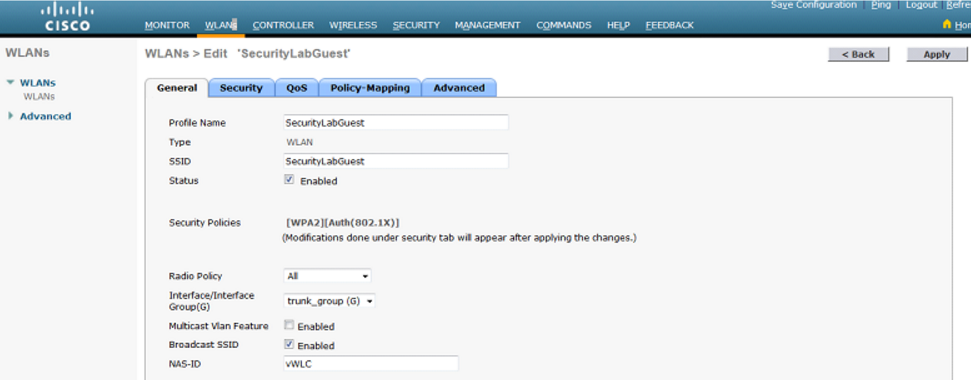 Save Configuration | Ping | Logout | Refre
CISCO MONITOR WLANs CONTROLLER WIRELESS SECURITY MANAGEMENT COMMANDS HELP FEEDBACK Hom
WLANs
WLANs > Edit 'SecurityLabGuest'
< Back Apply
WLANs
WLANs
Advanced
General Security QoS Policy-Mapping Advanced
Profile Name SecurityLabGuest
Type WLAN
SSID SecurityLabGuest
Status Enabled
Security Policies [WPA2][Auth(802.1X)]
(Modifications done under security tab will appear after applying the changes.)
Radio Policy All
Interface/Interface
Group(G) trunk_group (G)
Multicast Vlan Feature Enabled
Broadcast SSID Enabled
NAS-ID vWLC